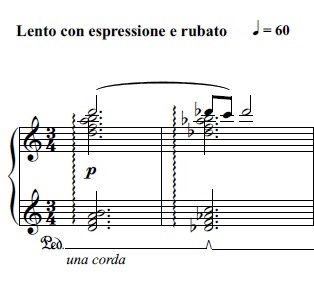 Lento con espressione e rubato ♩ = 60
3
4
p
3
4
Ped.
una corda